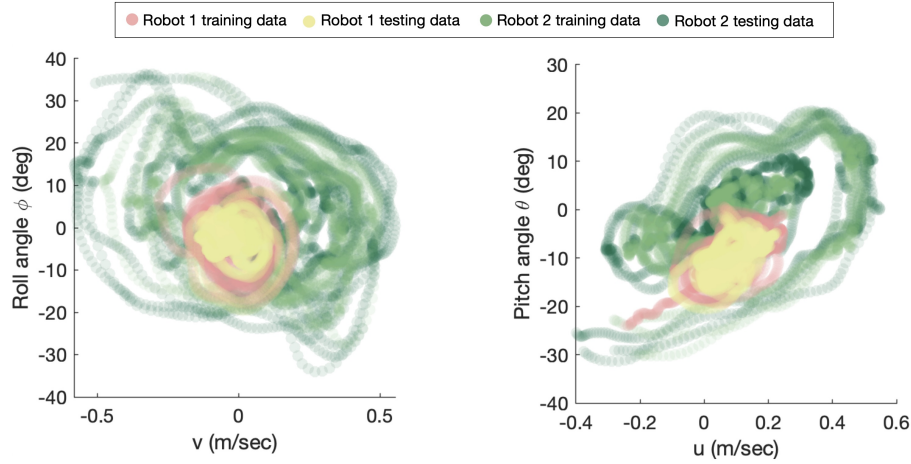 Robot 1 training data Robot 1 testing data Robot 2 training data Robot 2 testing data
40
30
20
10
0
-10
-20
-30
-40
-0.5 0 0.5
Roll angle ϕ (deg)
v (m/sec)
30
20
10
0
-10
-20
-30
-40
-0.4 -0.2 0 0.2 0.4 0.6
Pitch angle θ (deg)
u (m/sec)